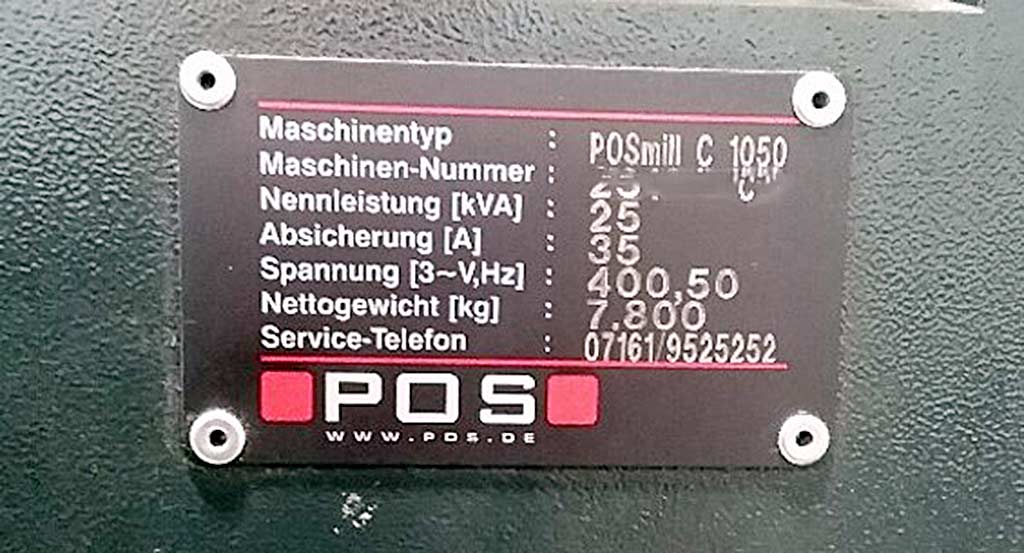 Maschinentyp : POSmill C 1050
Maschinen-Nummer :
Nennleistung [kVA] : 25
Absicherung [A] : 35
Spannung [3~V,Hz] : 400,50
Nettogewicht [kg] : 7.800
Service-Telefon : 07161/9525252
POS
WWW.POS.DE